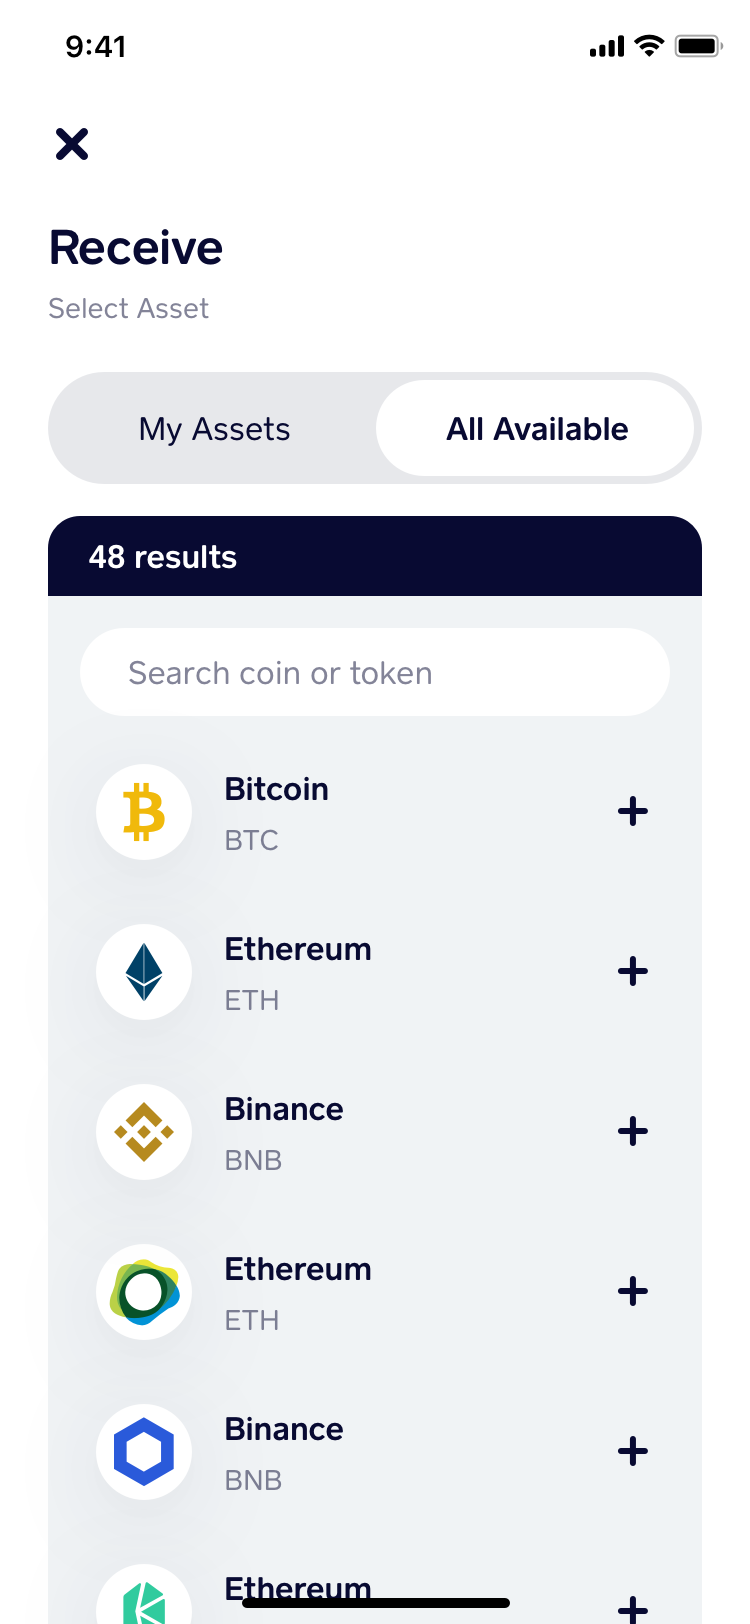 9:41
Receive
Select Asset
My Assets
All Available
48 results
Search coin or token
Bitcoin
BTC
Ethereum
ETH
Binance
BNB
Ethereum
ETH
Binance
BNB
Ethereum